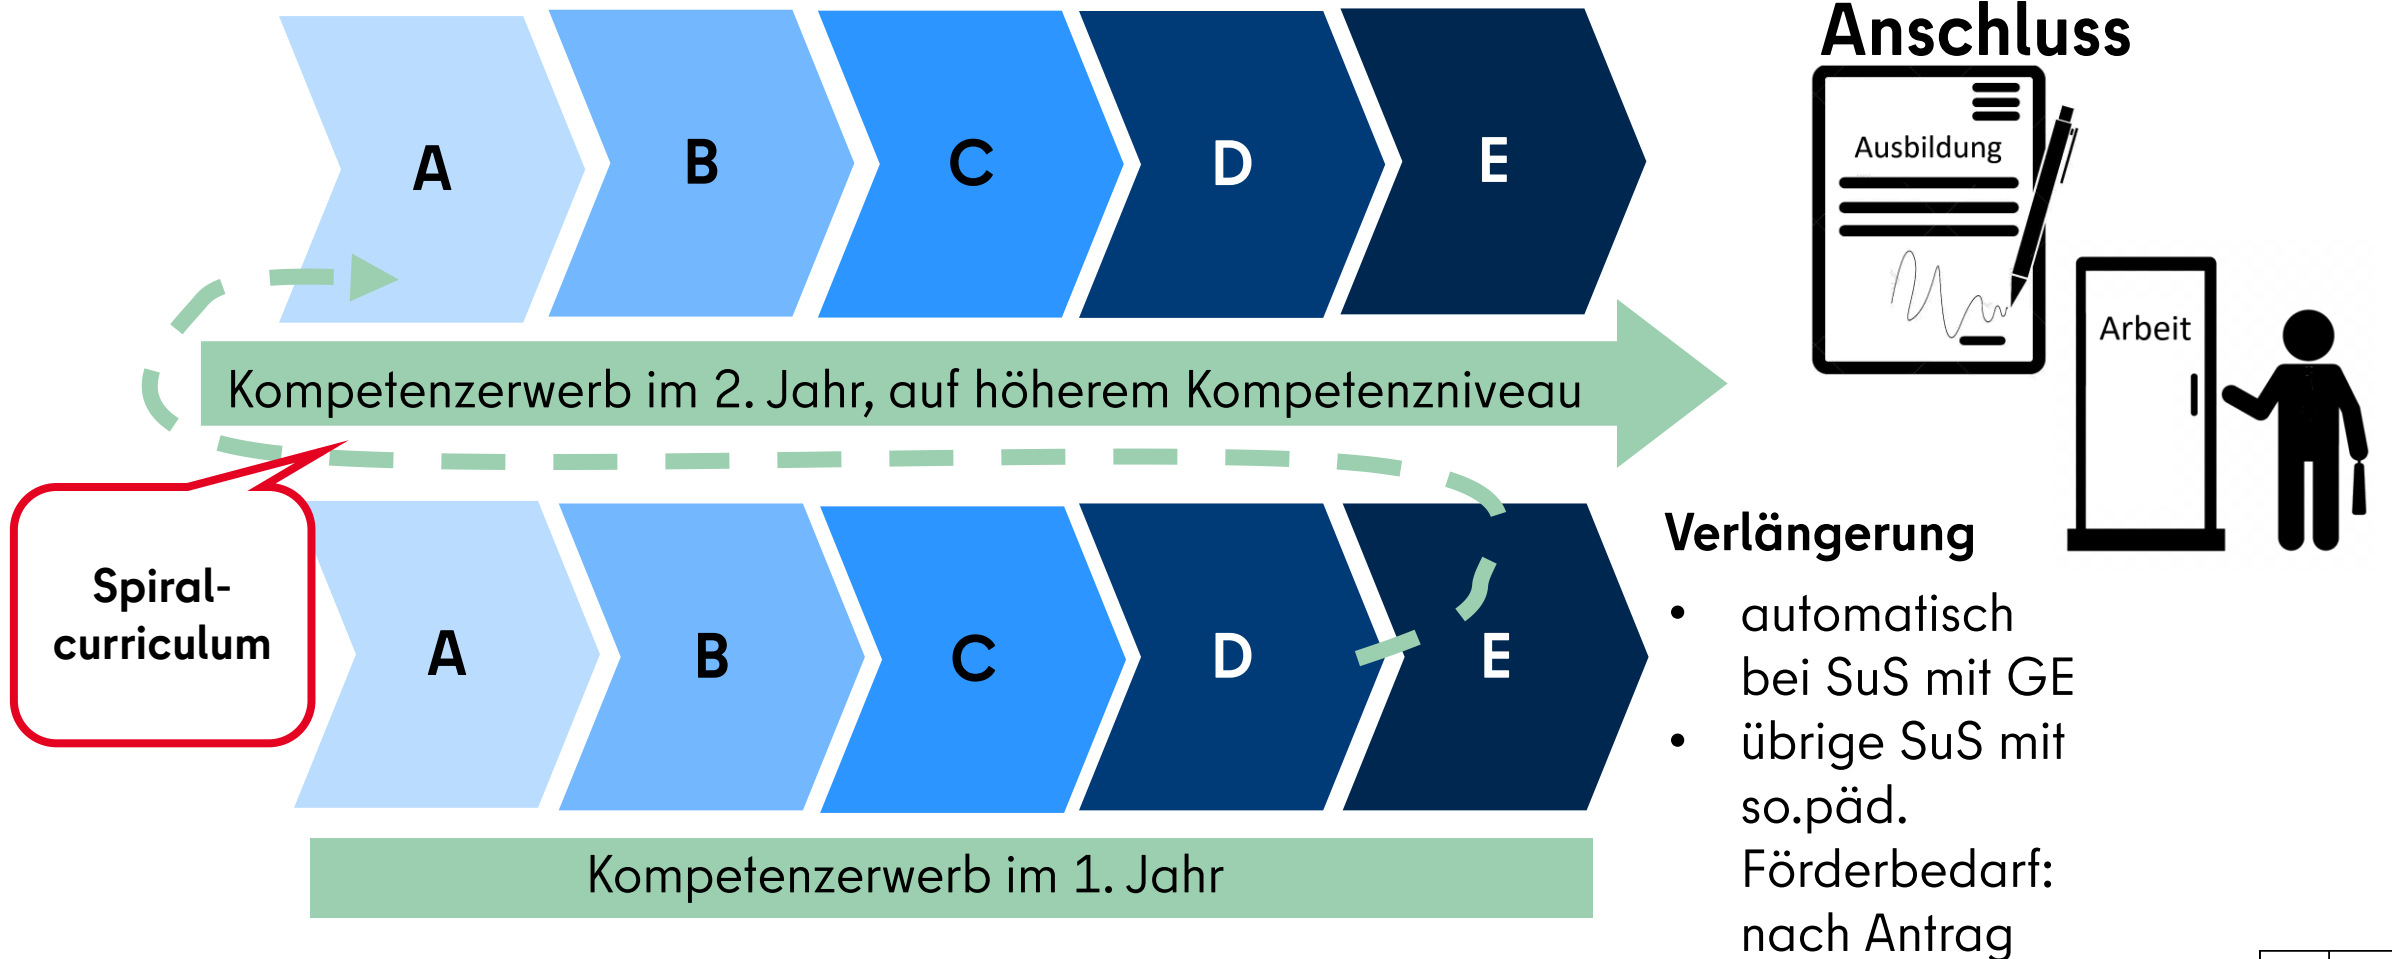 Anschluss
A
B
C
D
E
Ausbildung
Arbeit
Kompetenzerwerb im 2. Jahr, auf höherem Kompetenzniveau
Spiral-
curriculum
A
B
C
D
E
Kompetenzerwerb im 1. Jahr
Verlängerung
• automatisch
bei SuS mit GE
• übrige SuS mit
so.päd.
Förderbedarf:
nach Antrag